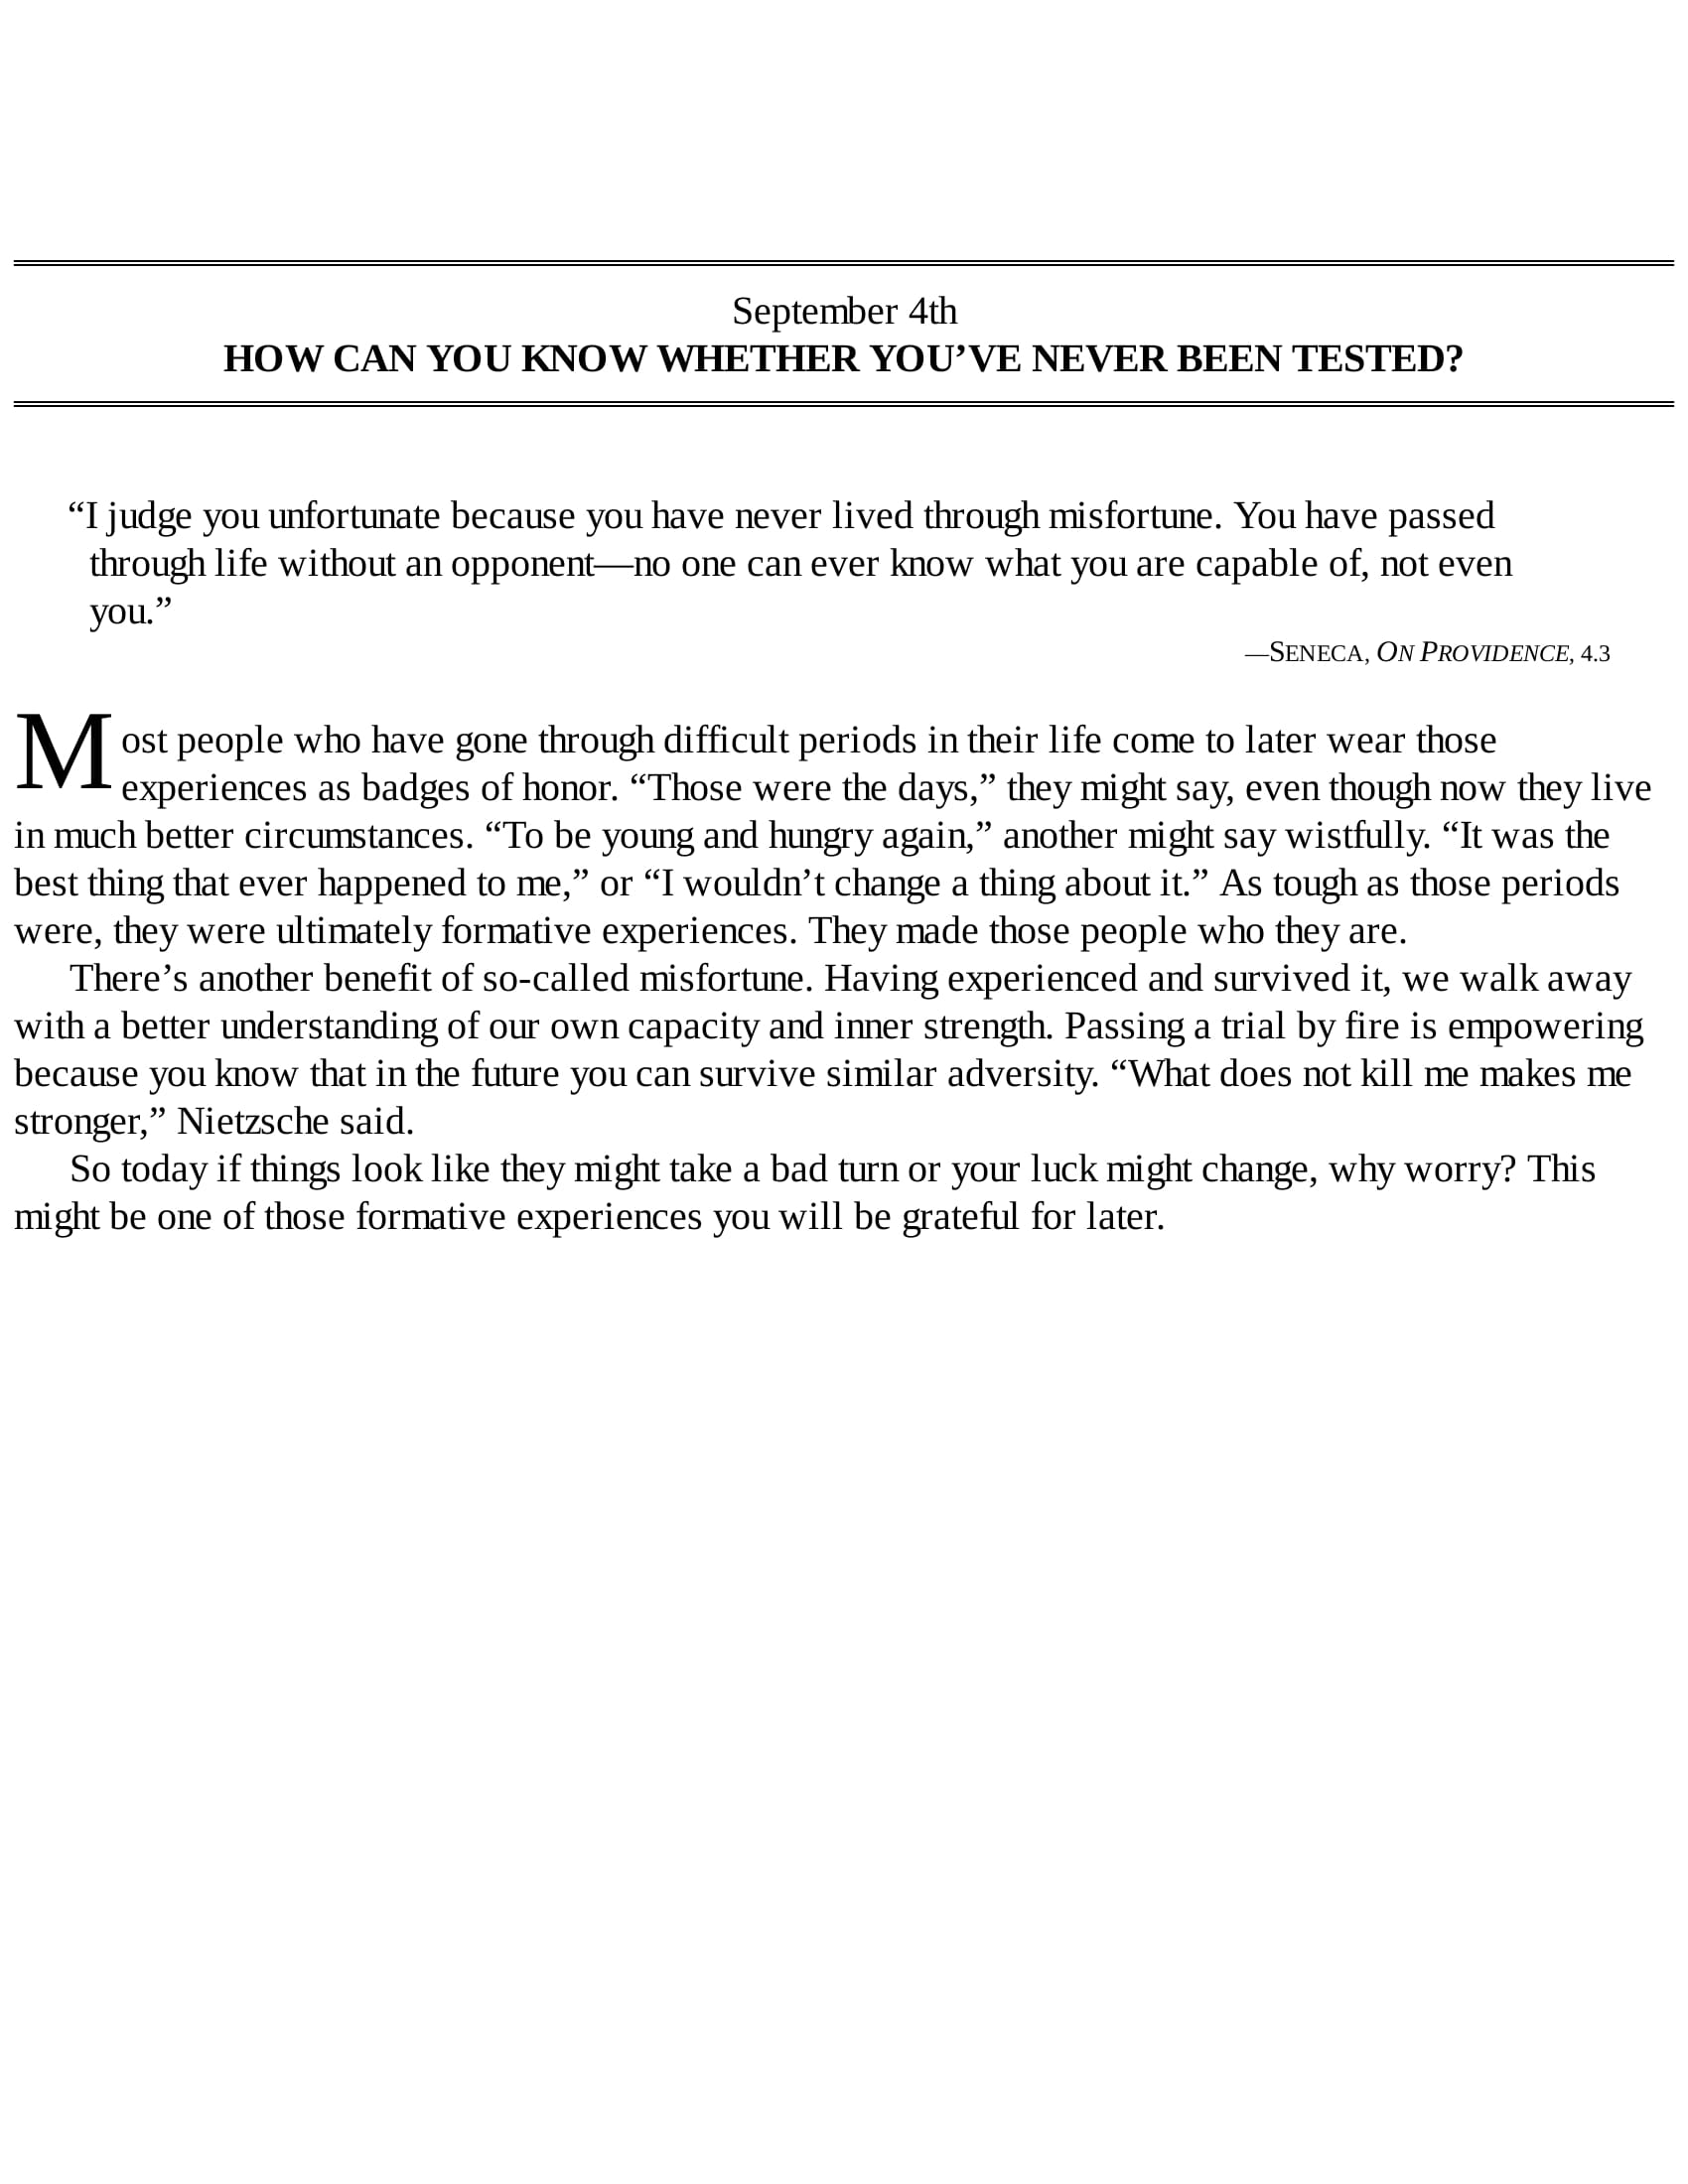 September 4th
HOW CAN YOU KNOW WHETHER YOU’VE NEVER BEEN TESTED?
“I judge you unfortunate because you have never lived through misfortune. You have passed
through life without an opponent—no one can ever know what you are capable of, not even
you.”
—SENECA, ON PROVIDENCE, 4.3
Most people who have gone through difficult periods in their life come to later wear those
experiences as badges of honor. “Those were the days,” they might say, even though now they live
in much better circumstances. “To be young and hungry again,” another might say wistfully. “It was the
best thing that ever happened to me,” or “I wouldn’t change a thing about it.” As tough as those periods
were, they were ultimately formative experiences. They made those people who they are.
There’s another benefit of so-called misfortune. Having experienced and survived it, we walk away
with a better understanding of our own capacity and inner strength. Passing a trial by fire is empowering
because you know that in the future you can survive similar adversity. “What does not kill me makes me
stronger,” Nietzsche said.
So today if things look like they might take a bad turn or your luck might change, why worry? This
might be one of those formative experiences you will be grateful for later.